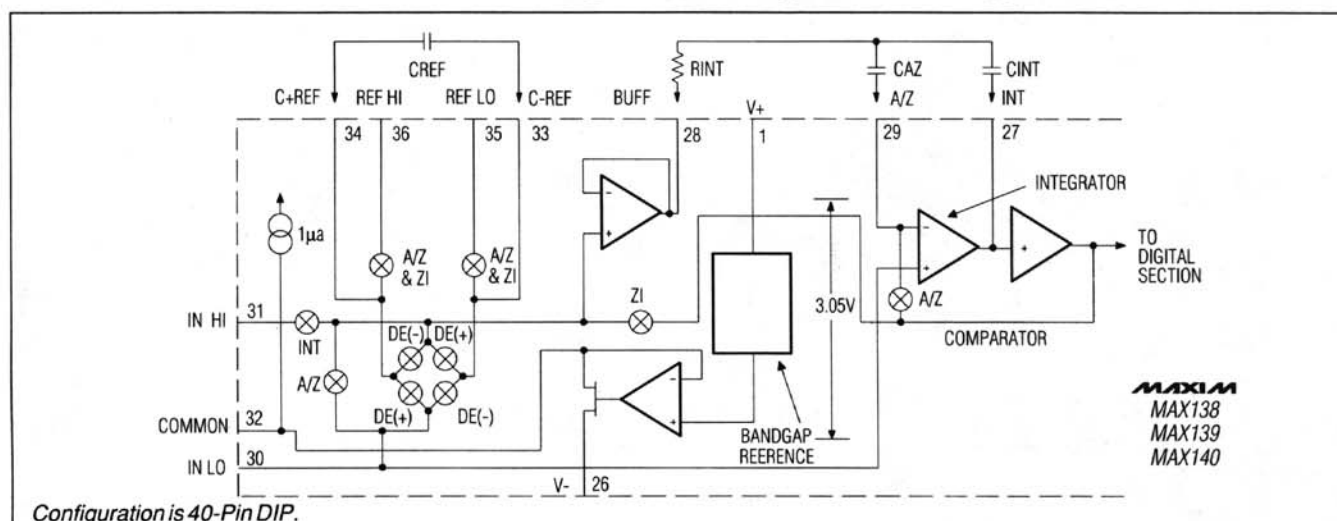 CREF
RINT
CAZ
CINT
C+REF REF HI REF LO C-REF BUFF V+ A/Z INT
34 36 35 33 28 1 29 27
INTEGRATOR
1µa
A/Z & ZI
A/Z & ZI
TO DIGITAL SECTION
ZI
A/Z
3.05V
IN HI 31
INT
DE(-) DE(+)
COMPARATOR
A/Z
DE(+) DE(-)
COMMON 32
BANDGAP REERENCE
IN LO 30
V- 26
MAXIM
MAX138
MAX139
MAX140
- + - + - + +
Configuration is 40-Pin DIP.